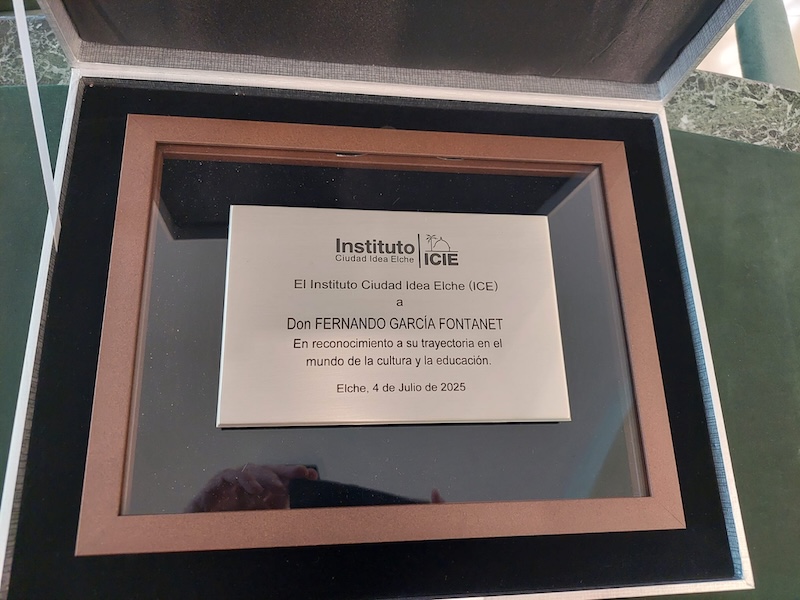 Instituto
Ciudad Idea Elche
ICIE
El Instituto Ciudad Idea Elche (ICE)
a
Don FERNANDO GARCÍA FONTANET
En reconocimiento a su trayectoria en el
mundo de la cultura y la educación.
Elche, 4 de Julio de 2025